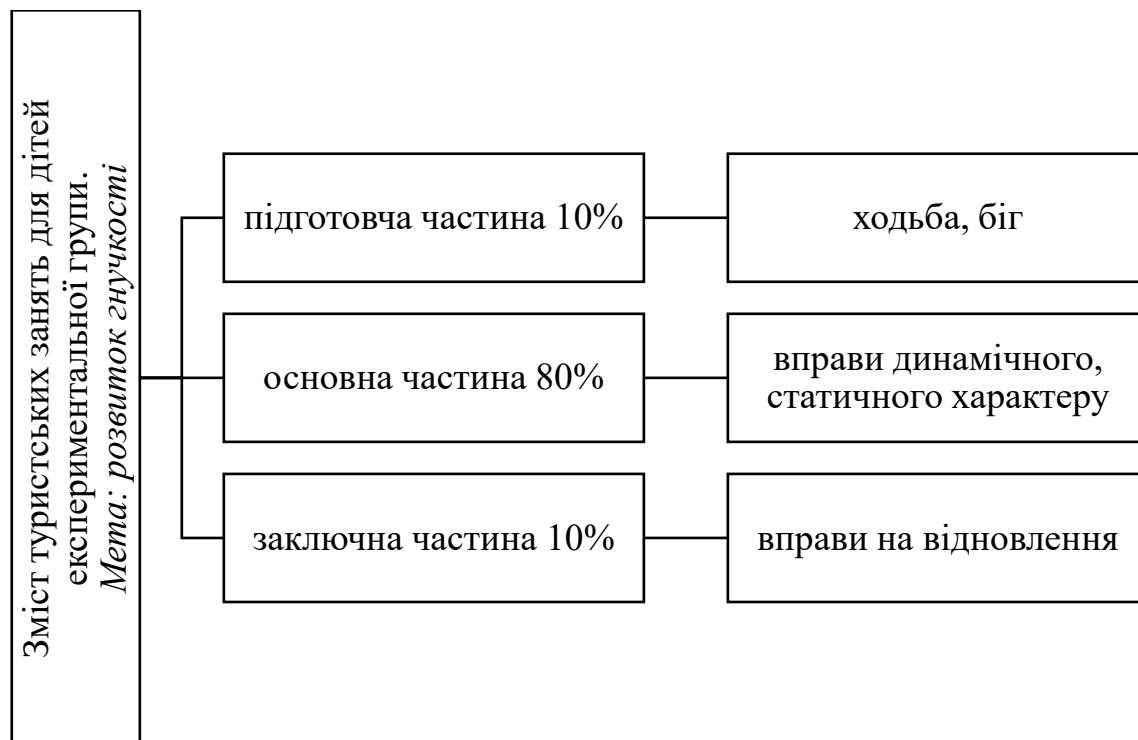 Зміст туристських занять для дітей
експериментальної групи.
Мета: розвиток гнучкості
підготовча частина 10%
ходьба, біг
основна частина 80%
вправи динамічного,
статичного характеру
заключна частина 10%
вправи на відновлення